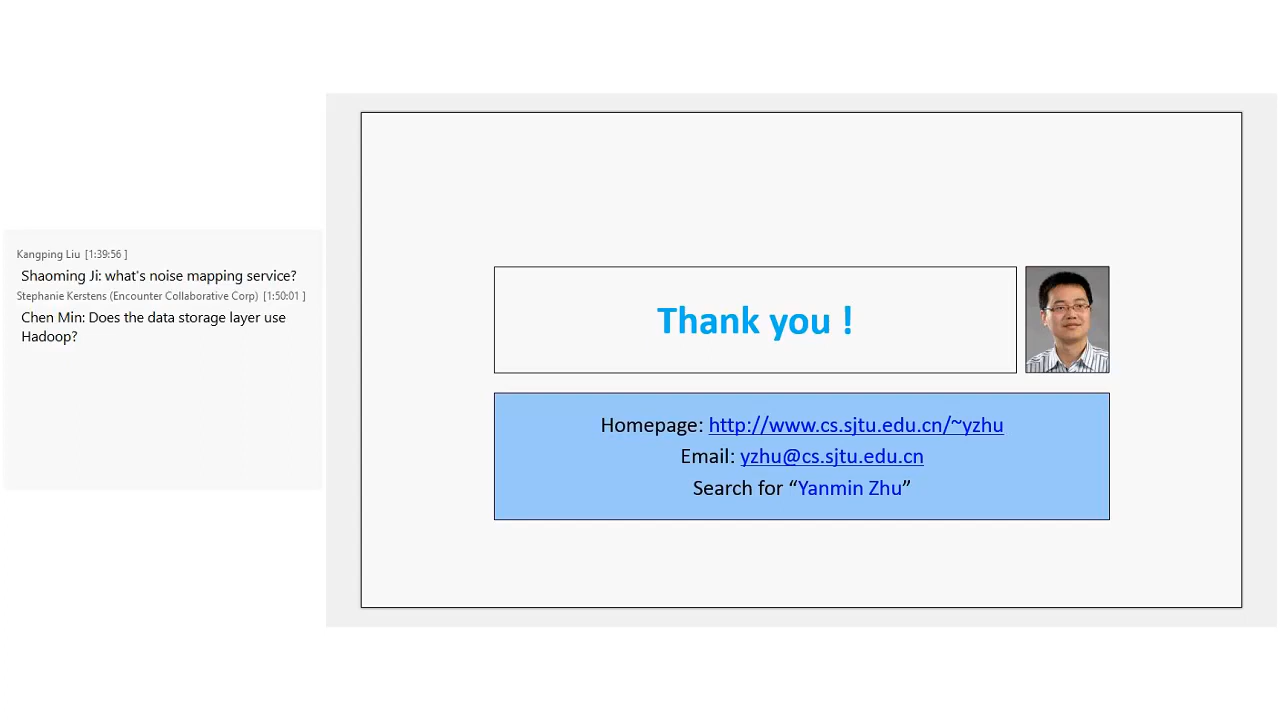 Kangping Liu [1:39:56 ]
Shaoming Ji: what's noise mapping service?
Stephanie Kerstens (Encounter Collaborative Corp) [1:50:01 ]
Chen Min: Does the data storage layer use
Hadoop?
Thank you !
Homepage: http://www.cs.sjtu.edu.cn/~yzhu
Email: yzhu@cs.sjtu.edu.cn
Search for “Yanmin Zhu”